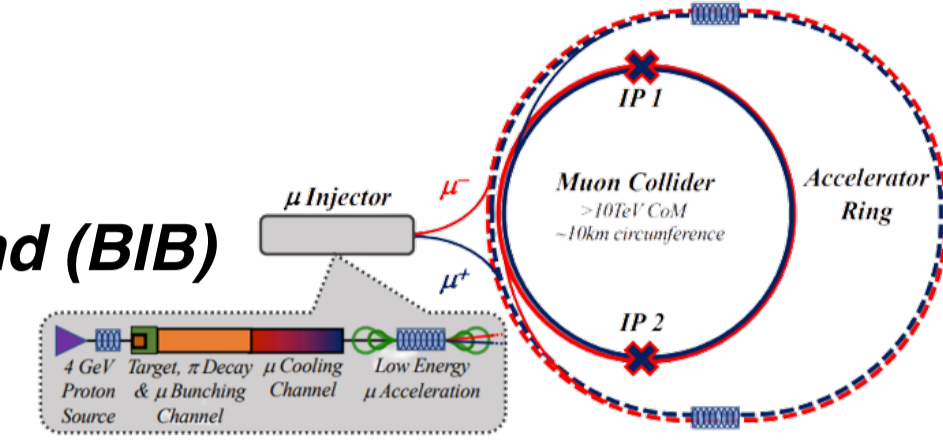 nd (BIB)
μ Injector
μ⁻
μ⁺
IP 1
Muon Collider
>10TeV CoM
~10km circumference
IP 2
Accelerator
Ring
4 GeV
Proton
Source
Target, π Decay
& μ Bunching
Channel
μ Cooling
Channel
Low Energy
μ Acceleration